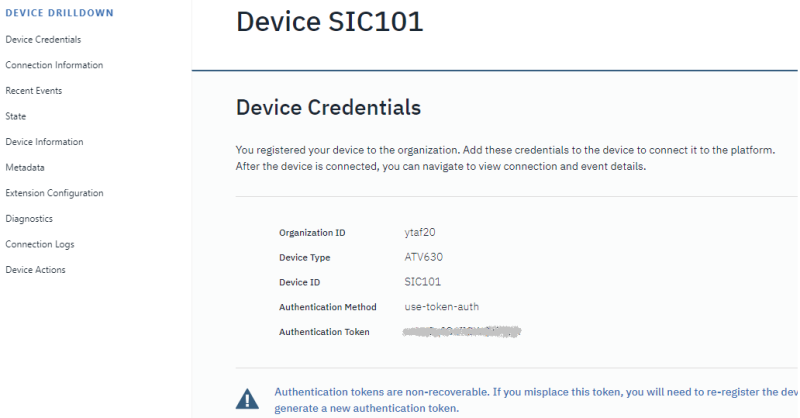 DEVICE DRILLDOWN
Device Credentials
Connection Information
Recent Events
State
Device Information
Metadata
Extension Configuration
Diagnostics
Connection Logs
Device Actions
Device SIC101
Device Credentials
You registered your device to the organization. Add these credentials to the device to connect it to the platform.
After the device is connected, you can navigate to view connection and event details.
Organization ID ytaf20
Device Type ATV630
Device ID SIC101
Authentication Method use-token-auth
Authentication Token
Authentication tokens are non-recoverable. If you misplace this token, you will need to re-register the dev
generate a new authentication token.